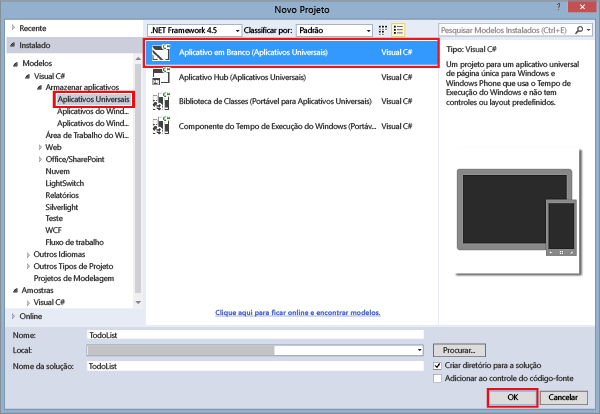 Novo Projeto
? ×
Recente
Instalado
Modelos
Visual C#
Armazenar aplicativos
Aplicativos Universais
Aplicativos do Wind...
Aplicativos do Wind...
Área de Trabalho do Wi...
Web
Office/SharePoint
Nuvem
LightSwitch
Relatórios
Silverlight
Teste
WCF
Fluxo de trabalho
Outros Idiomas
Outros Tipos de Projeto
Projetos de Modelagem
Amostras
Visual C#
Online
.NET Framework 4.5 Classificar por: Padrão
Aplicativo em Branco (Aplicativos Universais) Visual C#
Aplicativo Hub (Aplicativos Universais) Visual C#
Biblioteca de Classes (Portável para Aplicativos Universais) Visual C#
Componente do Tempo de Execução do Windows (Portáv... Visual C#
Clique aqui para ficar online e encontrar modelos.
Pesquisar Modelos Instalados (Ctrl+E)
Tipo: Visual C#
Um projeto para um aplicativo universal
de página única para Windows e
Windows Phone que usa o Tempo de
Execução do Windows e não tem
controles ou layout predefinidos.
Nome: TodoList
Local:
Procurar...
Nome da solução: TodoList
Criar diretório para a solução
Adicionar ao controle do código-fonte
OK
Cancelar